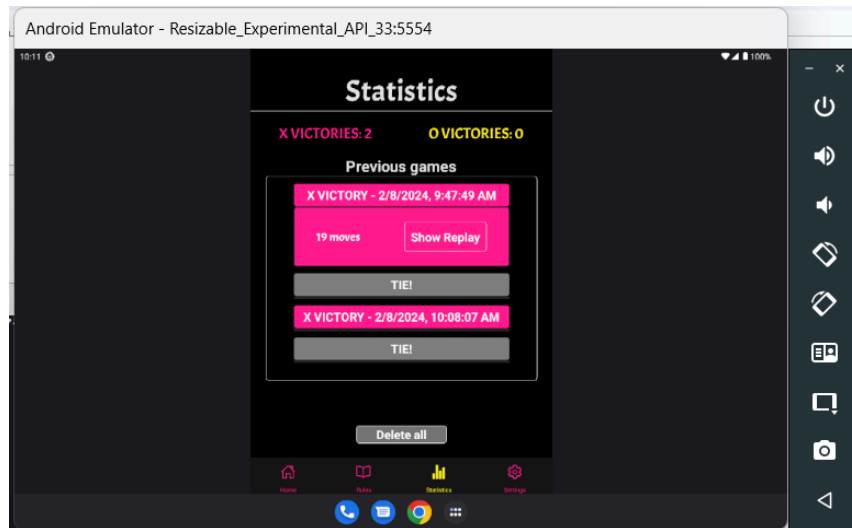 Android Emulator - Resizable_Experimental_API_33:5554
10:11
100%
Statistics
X VICTORIES: 2
O VICTORIES: 0
Previous games
X VICTORY - 2/8/2024, 9:47:49 AM
19 moves
Show Replay
TIE!
X VICTORY - 2/8/2024, 10:08:07 AM
TIE!
Delete all
Home
Rules
Statistics
Settings